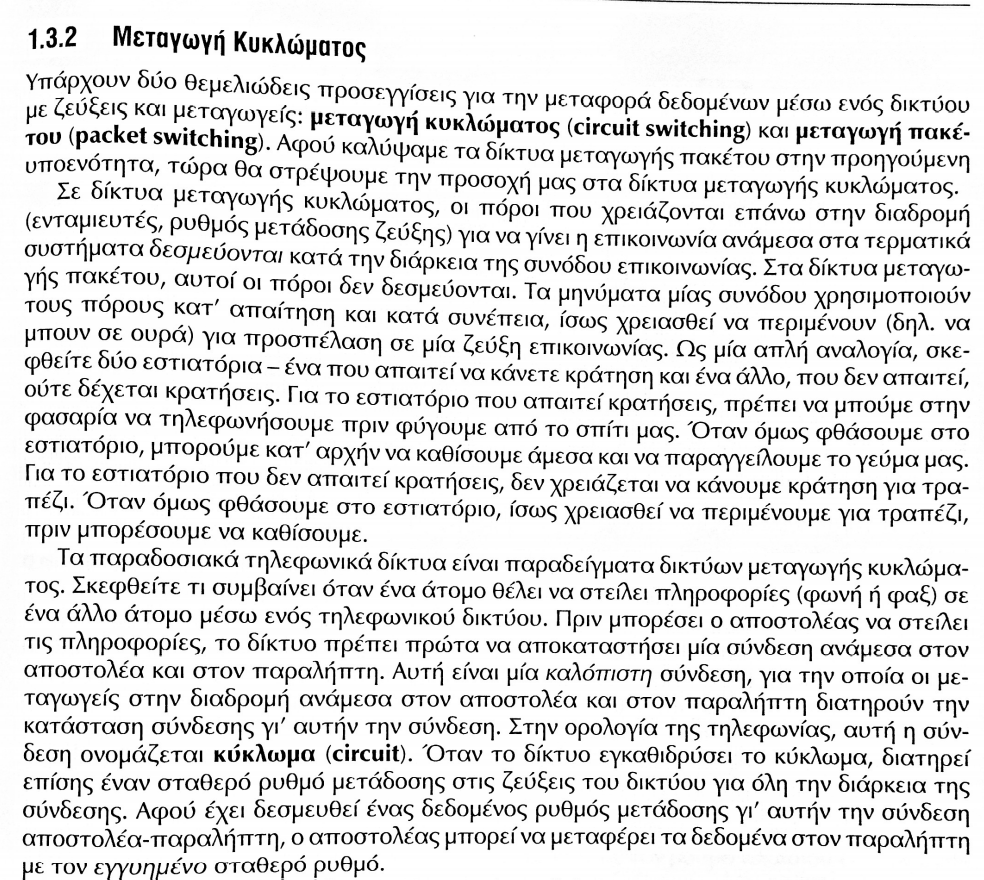 1.3.2 Μεταγωγή Κυκλώματος
Υπάρχουν δύο θεμελιώδεις προσεγγίσεις για την μεταφορά δεδομένων μέσω ενός δικτύου
με ζεύξεις και μεταγωγείς: μεταγωγή κυκλώματος (circuit switching) και μεταγωγή πακέ-
του (packet switching). Αφού καλύψαμε τα δίκτυα μεταγωγής πακέτου στην προηγούμενη
υποενότητα, τώρα θα στρέψουμε την προσοχή μας στα δίκτυα μεταγωγής κυκλώματος.
Σε δίκτυα μεταγωγής κυκλώματος, οι πόροι που χρειάζονται επάνω στην διαδρομή
(ενταμιευτές, ρυθμός μετάδοσης ζεύξης) για να γίνει η επικοινωνία ανάμεσα στα τερματικά
συστήματα δεσμεύονται κατά την διάρκεια της συνόδου επικοινωνίας. Στα δίκτυα μεταγω-
γής πακέτου, αυτοί οι πόροι δεν δεσμεύονται. Τα μηνύματα μίας συνόδου χρησιμοποιούν
τους πόρους κατ’ απαίτηση και κατά συνέπεια, ίσως χρειασθεί να περιμένουν (δηλ. να
μπουν σε ουρά) για προσπέλαση σε μία ζεύξη επικοινωνίας. Ως μία απλή αναλογία, σκε-
φθείτε δύο εστιατόρια – ένα που απαιτεί να κάνετε κράτηση και ένα άλλο, που δεν απαιτεί,
ούτε δέχεται κρατήσεις. Για το εστιατόριο που απαιτεί κρατήσεις, πρέπει να μπούμε στην
φασαρία να τηλεφωνήσουμε πριν φύγουμε από το σπίτι μας. Όταν όμως φθάσουμε στο
εστιατόριο, μπορούμε κατ’ αρχήν να καθίσουμε άμεσα και να παραγγείλουμε το γεύμα μας.
Για το εστιατόριο που δεν απαιτεί κρατήσεις, δεν χρειάζεται να κάνουμε κράτηση για τρα-
πέζι. Όταν όμως φθάσουμε στο εστιατόριο, ίσως χρειασθεί να περιμένουμε για τραπέζι,
πριν μπορέσουμε να καθίσουμε.
Τα παραδοσιακά τηλεφωνικά δίκτυα είναι παραδείγματα δικτύων μεταγωγής κυκλώμα-
τος. Σκεφθείτε τι συμβαίνει όταν ένα άτομο θέλει να στείλει πληροφορίες (φωνή ή φαξ) σε
ένα άλλο άτομο μέσω ενός τηλεφωνικού δικτύου. Πριν μπορέσει ο αποστολέας να στείλει
τις πληροφορίες, το δίκτυο πρέπει πρώτα να αποκαταστήσει μία σύνδεση ανάμεσα στον
αποστολέα και στον παραλήπτη. Αυτή είναι μία καλόπιστη σύνδεση, για την οποία οι με-
ταγωγείς στην διαδρομή ανάμεσα στον αποστολέα και στον παραλήπτη διατηρούν την
κατάσταση σύνδεσης γι’ αυτήν την σύνδεση. Στην ορολογία της τηλεφωνίας, αυτή η σύν-
δεση ονομάζεται κύκλωμα (circuit). Όταν το δίκτυο εγκαθιδρύσει το κύκλωμα, διατηρεί
επίσης έναν σταθερό ρυθμό μετάδοσης στις ζεύξεις του δικτύου για όλη την διάρκεια της
σύνδεσης. Αφού έχει δεσμευθεί ένας δεδομένος ρυθμός μετάδοσης γι’ αυτήν την σύνδεση
αποστολέα-παραλήπτη, ο αποστολέας μπορεί να μεταφέρει τα δεδομένα στον παραλήπτη
με τον εγγυημένο σταθερό ρυθμό.